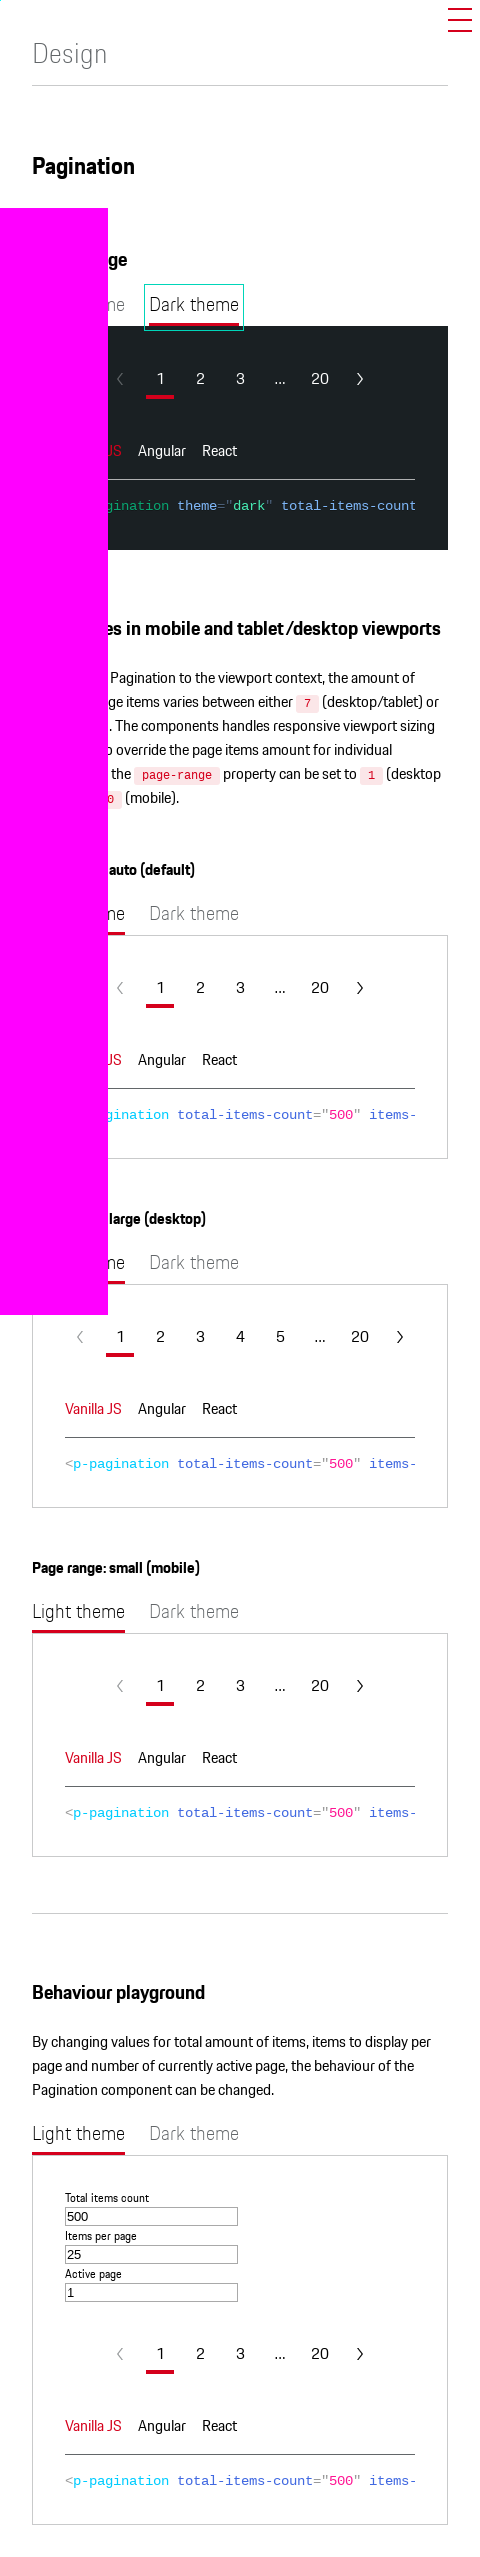 Design
Pagination
ge
me Dark theme
1 2 3 ... 20
JS Angular React
agination theme="dark" total-items-count
es in mobile and tablet/desktop viewports
Pagination to the viewport context, the amount of
ge items varies between either 7 (desktop/tablet) or
. The components handles responsive viewport sizing
o override the page items amount for individual
the page-range property can be set to 1 (desktop
0 (mobile).
auto (default)
me Dark theme
1 2 3 ... 20
JS Angular React
agination total-items-count="500" items-
large (desktop)
me Dark theme
1 2 3 4 5 ... 20
Vanilla JS Angular React
<p-pagination total-items-count="500" items-
Page range: small (mobile)
Light theme Dark theme
1 2 3 ... 20
Vanilla JS Angular React
<p-pagination total-items-count="500" items-
Behaviour playground
By changing values for total amount of items, items to display per
page and number of currently active page, the behaviour of the
Pagination component can be changed.
Light theme Dark theme
Total items count
500
Items per page
25
Active page
1
1 2 3 ... 20
Vanilla JS Angular React
<p-pagination total-items-count="500" items-